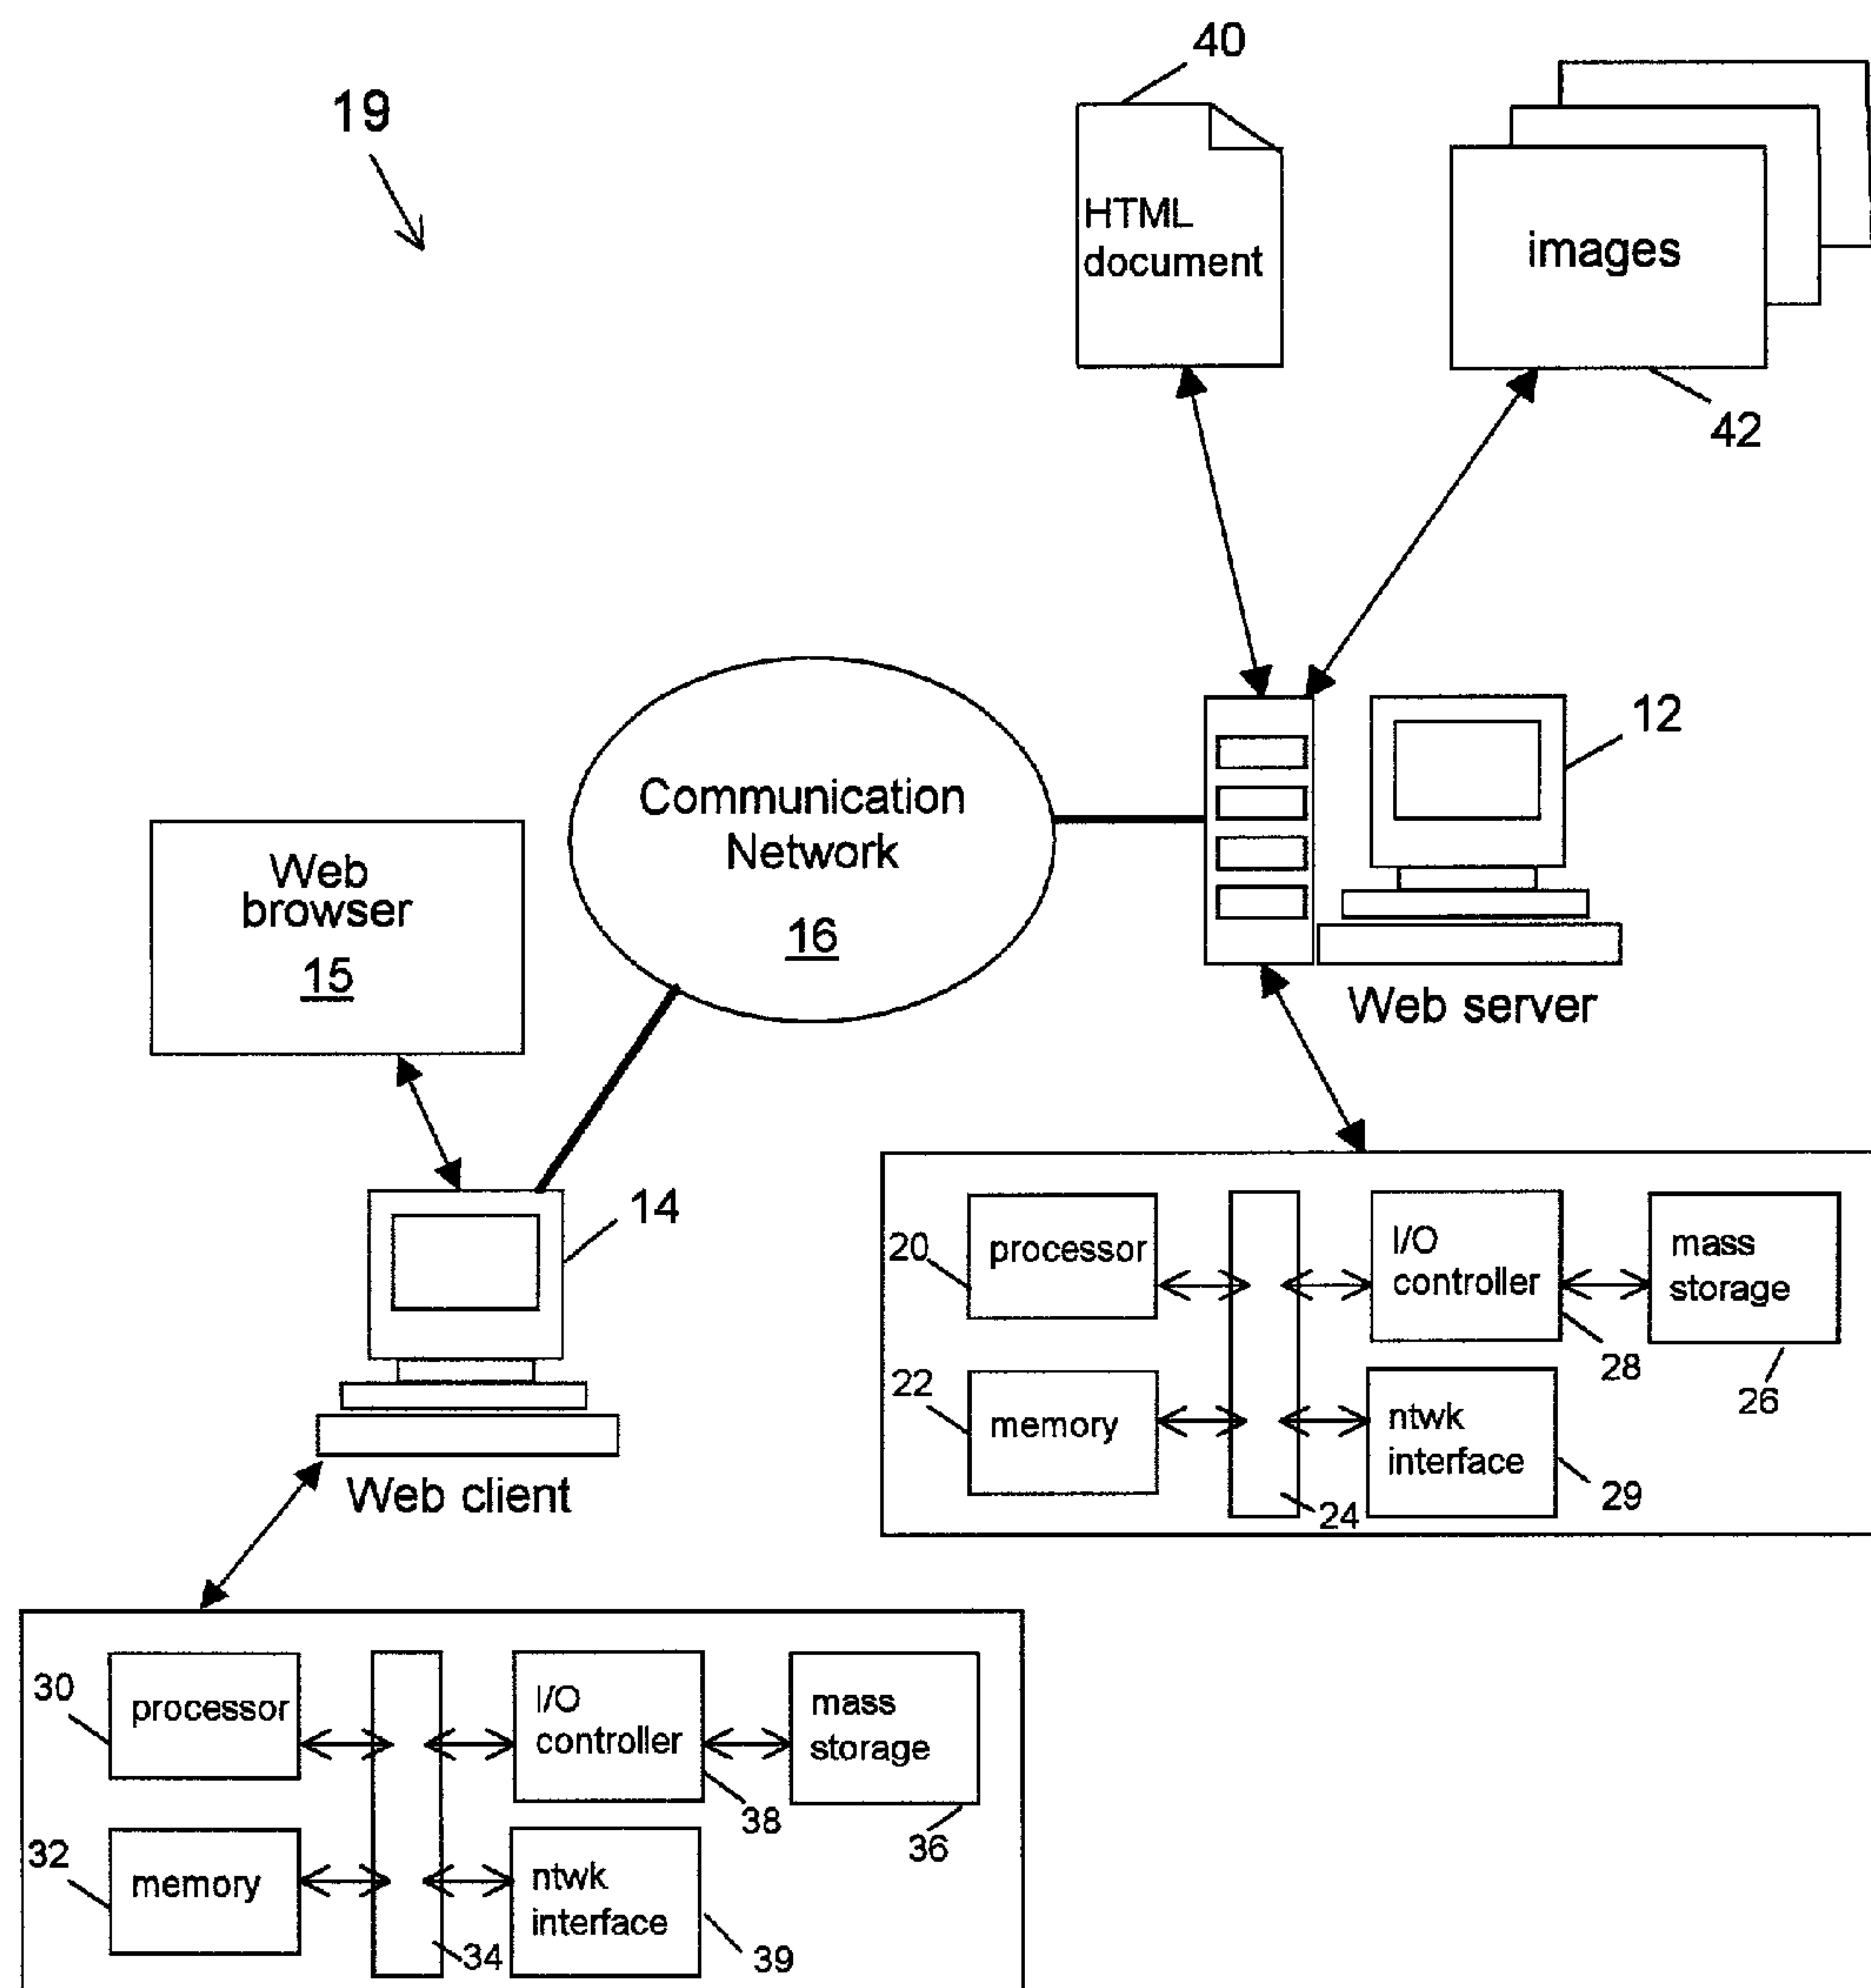 40
19
HTML
document
images
42
12
Communication
Network
16
Web
browser
15
Web server
14
Web client
20
processor
I/O
controller
mass
storage
28
26
22
memory
ntwk
interface
24
29
30
processor
I/O
controller
mass
storage
38
36
32
memory
ntwk
interface
34
39